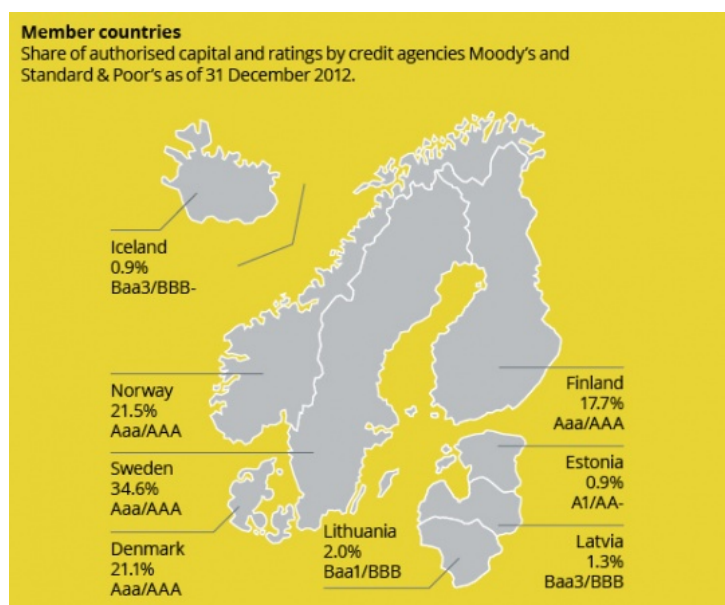 Member countries
Share of authorised capital and ratings by credit agencies Moody's and
Standard & Poor's as of 31 December 2012.
Iceland
0.9%
Baa3/BBB-
Norway
21.5%
Aaa/AAA
Sweden
34.6%
Aaa/AAA
Denmark
21.1%
Aaa/AAA
Lithuania
2.0%
Baa1/BBB
Finland
17.7%
Aaa/AAA
Estonia
0.9%
A1/AA-
Latvia
1.3%
Baa3/BBB